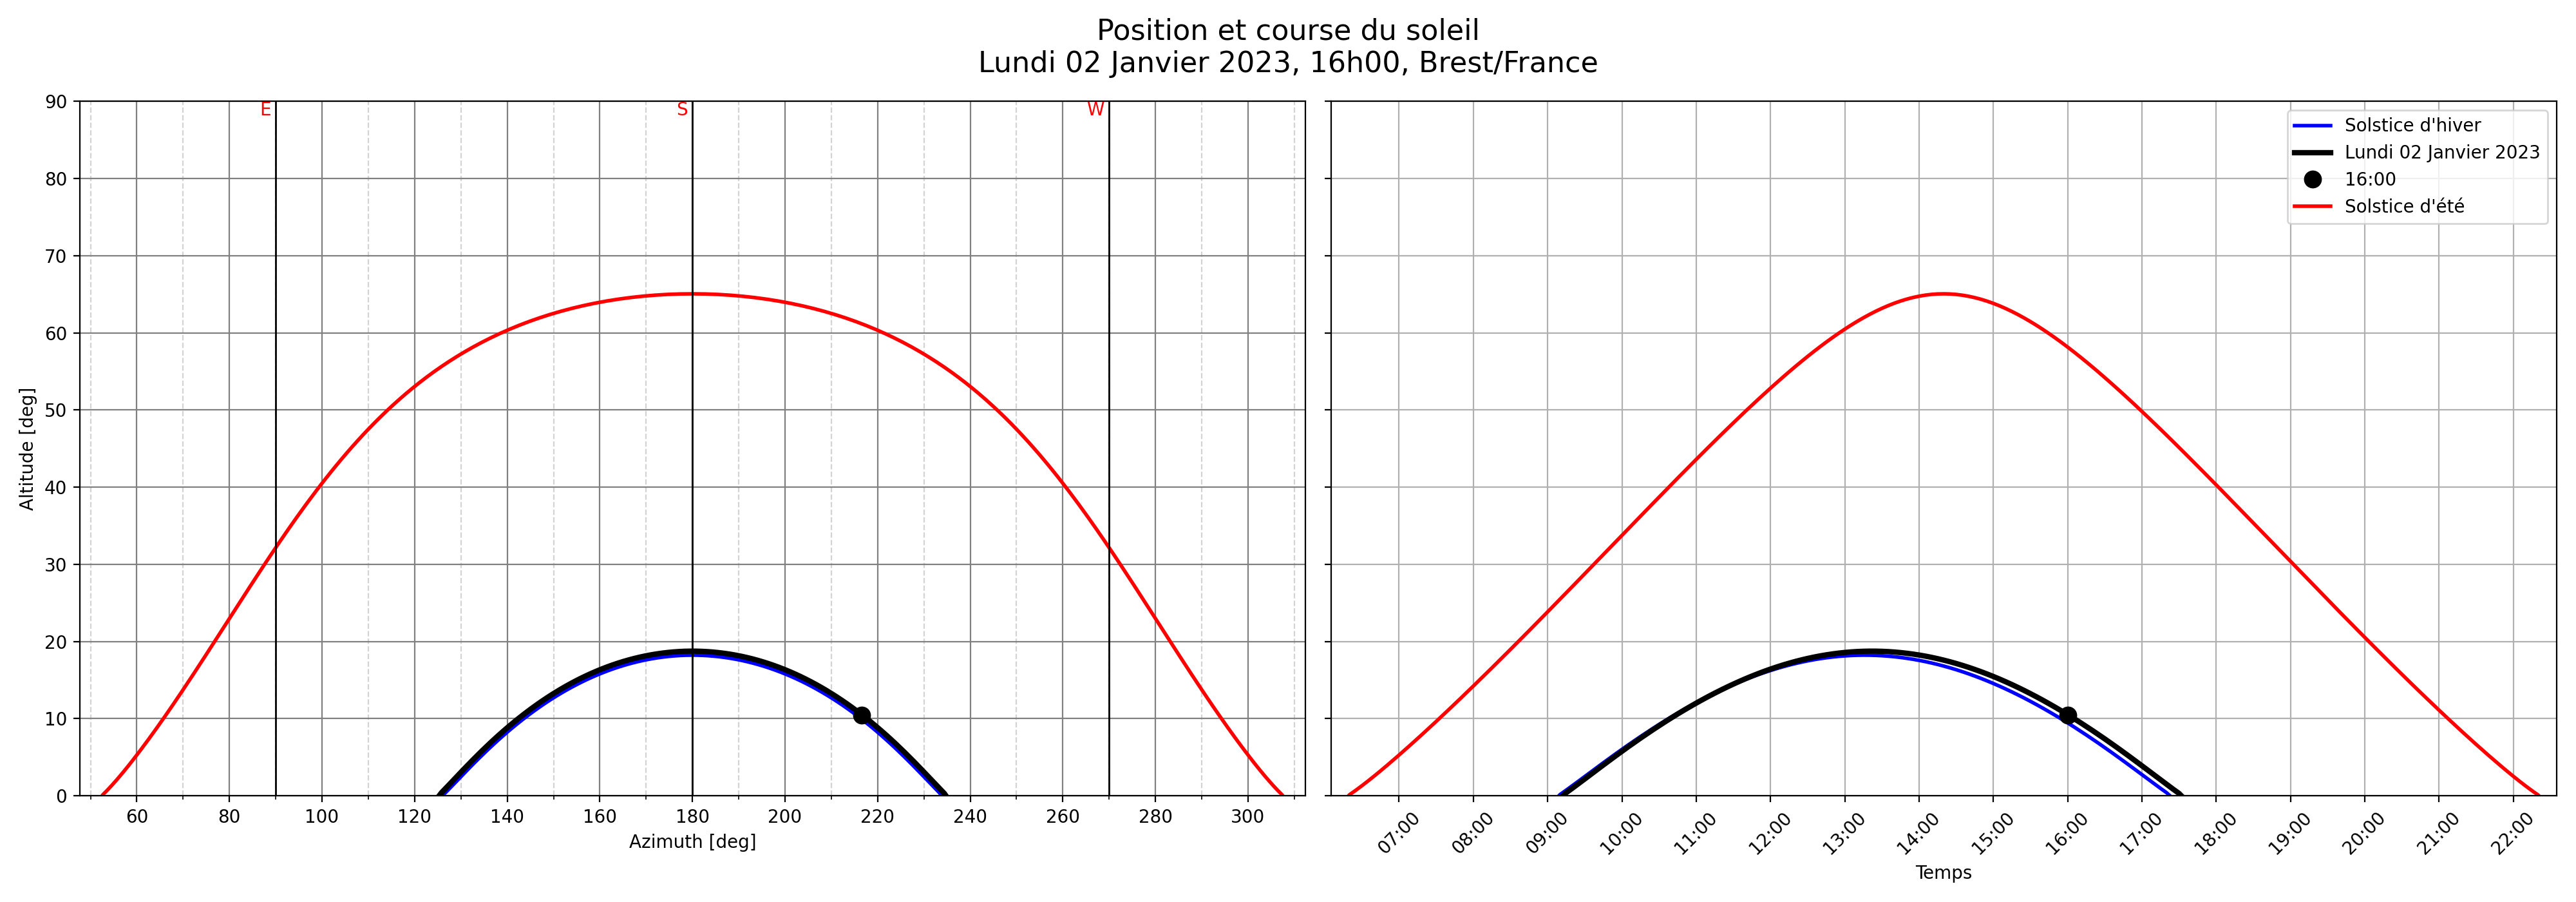 Position et course du soleil
Lundi 02 Janvier 2023, 16h00, Brest/France
E
S
W
90
80
70
60
50
40
30
20
10
0
Altitude [deg]
60 80 100 120 140 160 180 200 220 240 260 280 300
Azimuth [deg]
Solstice d'hiver
Lundi 02 Janvier 2023
16:00
Solstice d'été
07:00 08:00 09:00 10:00 11:00 12:00 13:00 14:00 15:00 16:00 17:00 18:00 19:00 20:00 21:00 22:00
Temps